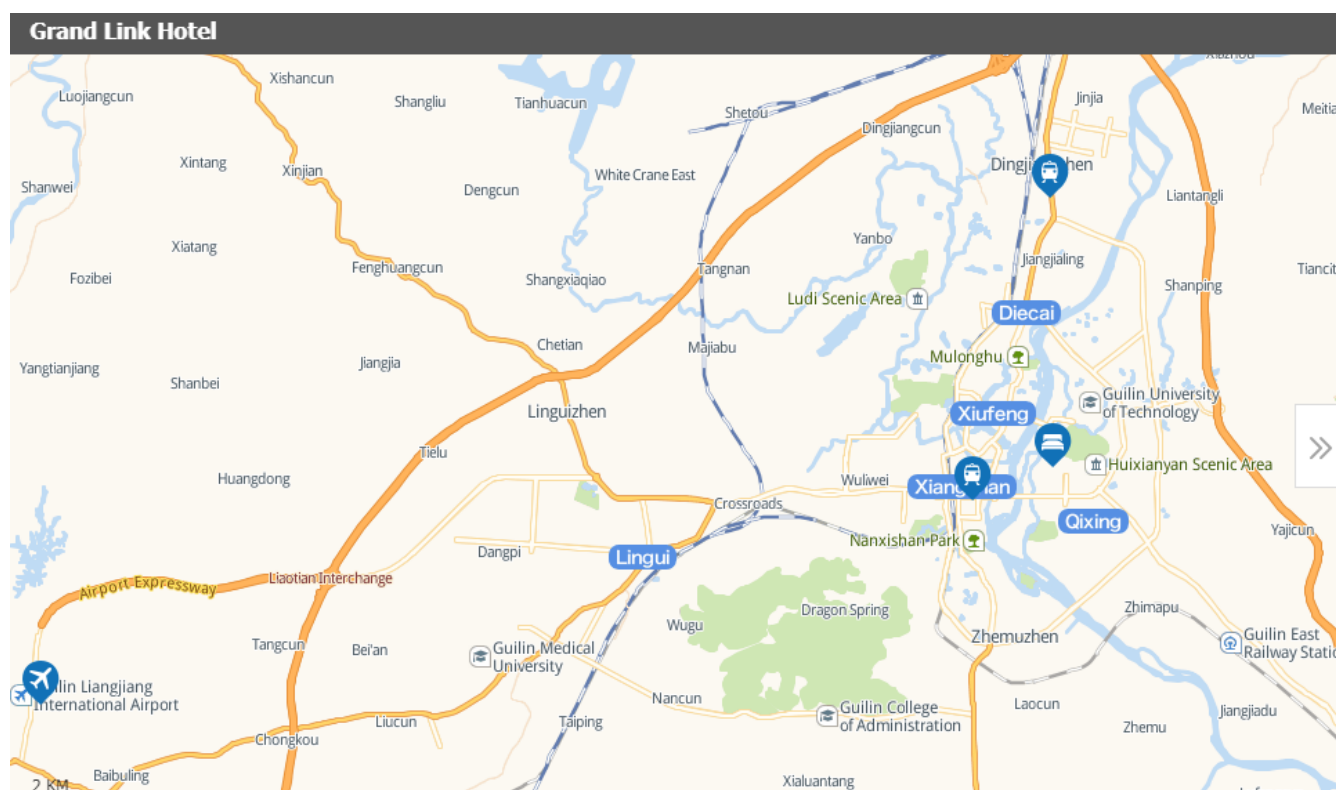 Grand Link Hotel
Xishancun
Luojiangcun
Shangliu
Tianhuacun
Shetou
Jinjia
Dingjiangcun
Xintang
Xinjian
White Crane East
Shanwei
Dengcun
Liantangli
Xiatang
Yanbo
Fenghuangcun
Tangnan
Jiangjialing
Fozibei
Shangxiaqiao
Shanping
Ludi Scenic Area
Diecai
Chetian
Majiabu
Mulonghu
Yangtianjiang
Jiangjia
Shanbei
Guilin University
of Technology
Linguizhen
Xiufeng
Tielu
Huixianyan Scenic Area
Huangdong
Wuliwei
Crossroads
Qixing
Yajicun
Nanxishan Park
Dangpi
Lingui
Liaotian Interchange
Airport Expressway
Dragon Spring
Zhimapu
Wugu
Zhemuzhen
Guilin East
Tangcun
Bei'an
Guilin Medical
University
International Airport
Nancun
Laocun
Guilin College
of Administration
Jiangjiadu
Liucun
Taiping
Zhemu
Chongkou
Baibuling
2 KM
Xialuantang